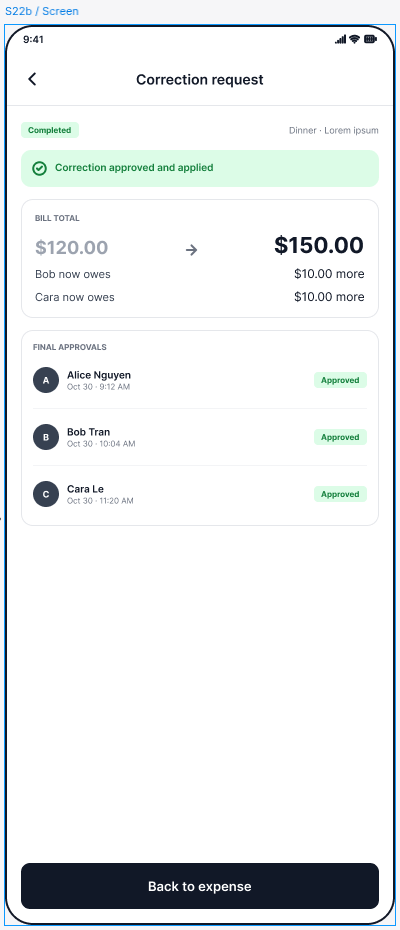 S22b / Screen
9:41
Correction request
Completed
Dinner · Lorem ipsum
Correction approved and applied
BILL TOTAL
$120.00 → $150.00
Bob now owes $10.00 more
Cara now owes $10.00 more
FINAL APPROVALS
A
Alice Nguyen
Oct 30 · 9:12 AM
Approved
B
Bob Tran
Oct 30 · 10:04 AM
Approved
C
Cara Le
Oct 30 · 11:20 AM
Approved
Back to expense